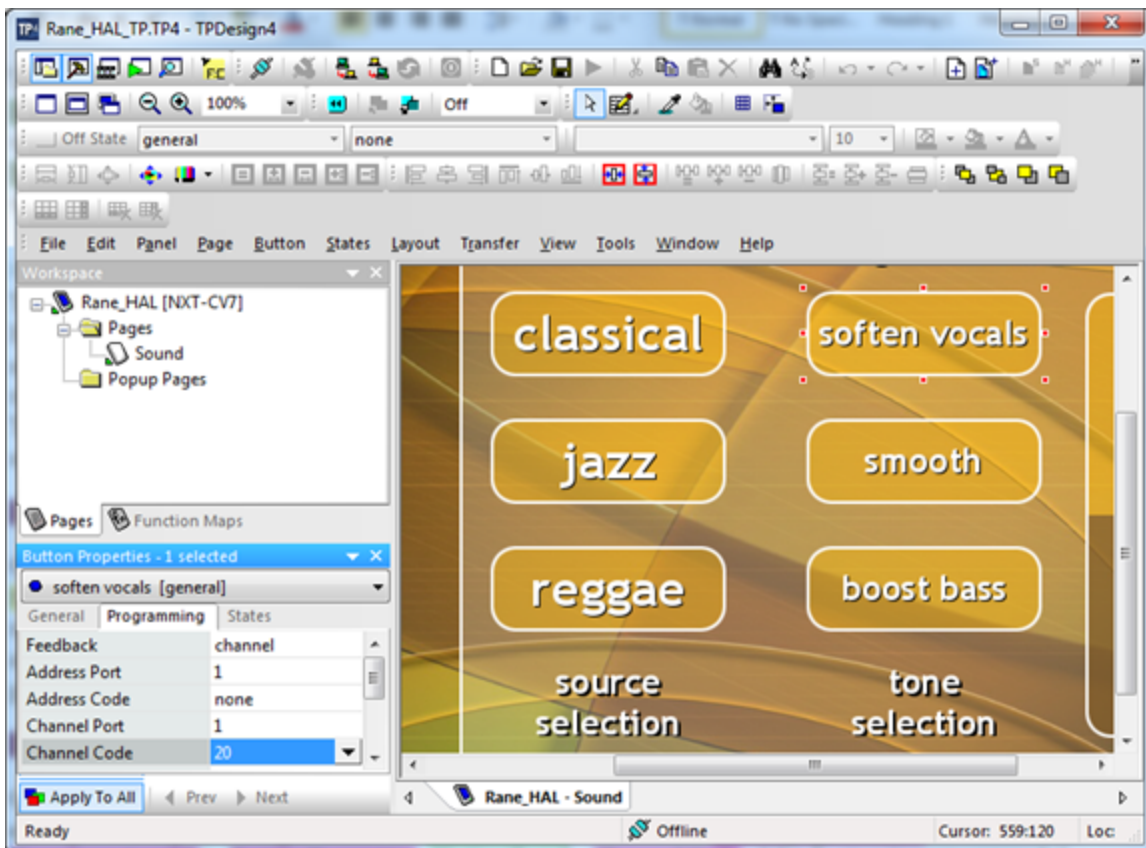 Rane_HAL_TP.TP4 - TPDesign4
100%
Off
Off State general none 10
File Edit Panel Page Button States Layout Transfer View Tools Window Help
Workspace
Rane_HAL [NXT-CV7]
Pages
Sound
Popup Pages
Pages Function Maps
Button Properties - 1 selected
soften vocals [general]
General Programming States
Feedback channel
Address Port 1
Address Code none
Channel Port 1
Channel Code 20
Apply To All Prev Next
classical soften vocals
jazz smooth
reggae boost bass
source tone
selection selection
Rane_HAL - Sound
Ready Offline Cursor: 559:120 Loc: